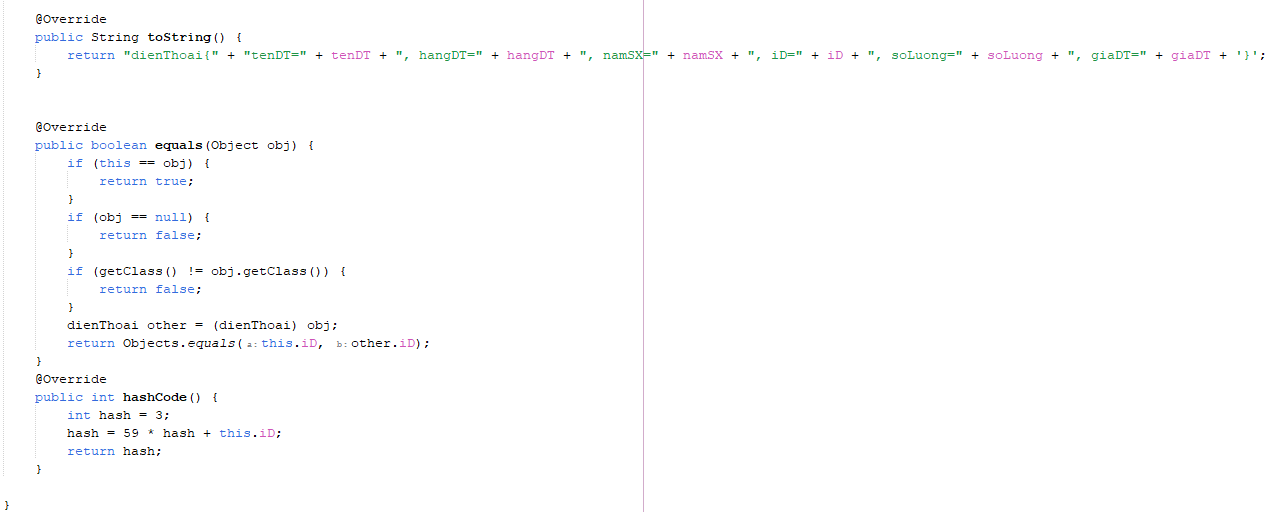 @Override
public String toString() {
return "dienThoai{" + "tenDT=" + tenDT + ", hangDT=" + hangDT + ", namSX=" + namSX + ", iD=" + iD + ", soLuong=" + soLuong + ", giaDT=" + giaDT + '}';
}
@Override
public boolean equals(Object obj) {
if (this == obj) {
return true;
}
if (obj == null) {
return false;
}
if (getClass() != obj.getClass()) {
return false;
}
dienThoai other = (dienThoai) obj;
return Objects.equals( a: this.iD, b: other.iD);
}
@Override
public int hashCode() {
int hash = 3;
hash = 59 * hash + this.iD;
return hash;
}
}